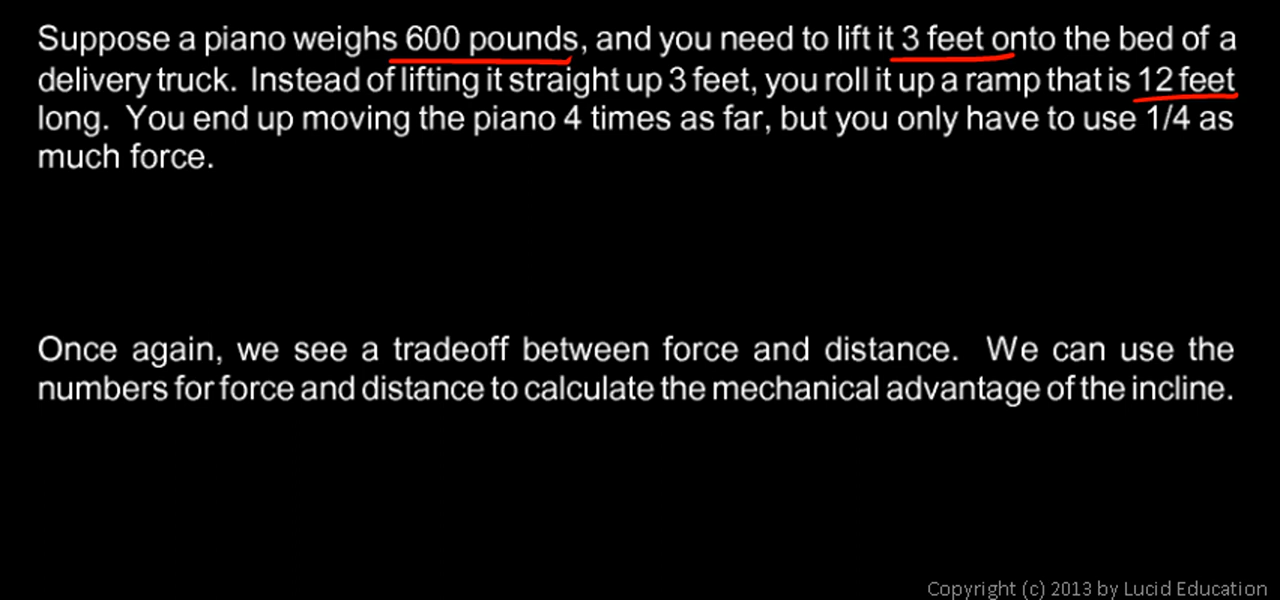 Suppose a piano weighs 600 pounds, and you need to lift it 3 feet onto the bed of a
delivery truck. Instead of lifting it straight up 3 feet, you roll it up a ramp that is 12 feet
long. You end up moving the piano 4 times as far, but you only have to use 1/4 as
much force.
Once again, we see a tradeoff between force and distance. We can use the
numbers for force and distance to calculate the mechanical advantage of the incline.
Copyright (c) 2013 by Lucid Education